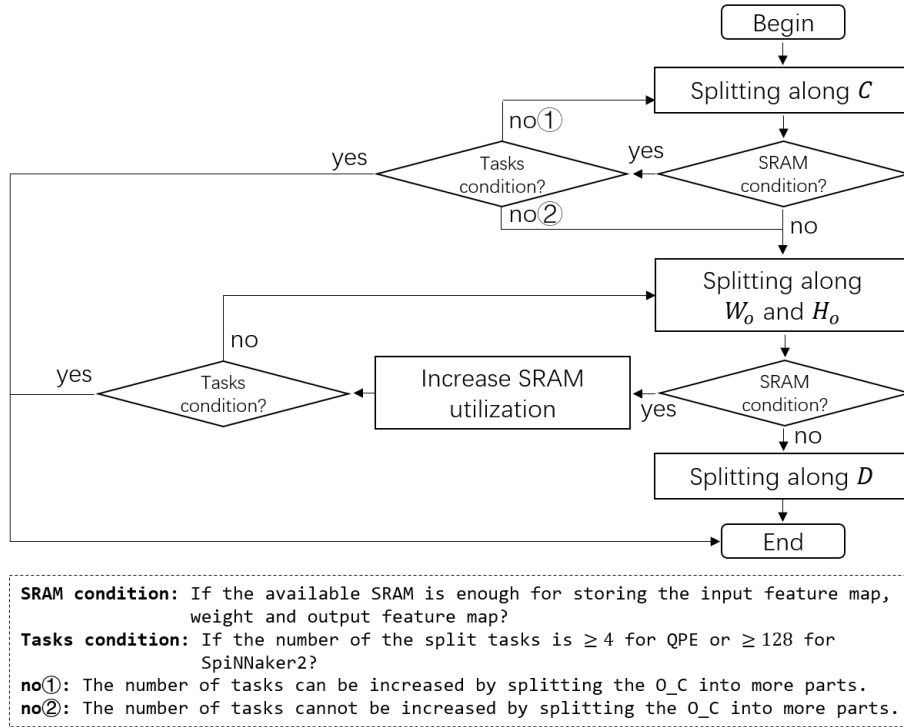 Begin
Splitting along C
no①
yes
Tasks
condition?
yes
SRAM
condition?
no②
no
Splitting along
Wₒ and Hₒ
no
yes
Tasks
condition?
Increase SRAM
utilization
yes
SRAM
condition?
no
Splitting along D
End
SRAM condition: If the available SRAM is enough for storing the input feature map,
weight and output feature map?
Tasks condition: If the number of the split tasks is ≥ 4 for QPE or ≥ 128 for
SpiNNaker2?
no①: The number of tasks can be increased by splitting the O_C into more parts.
no②: The number of tasks cannot be increased by splitting the O_C into more parts.